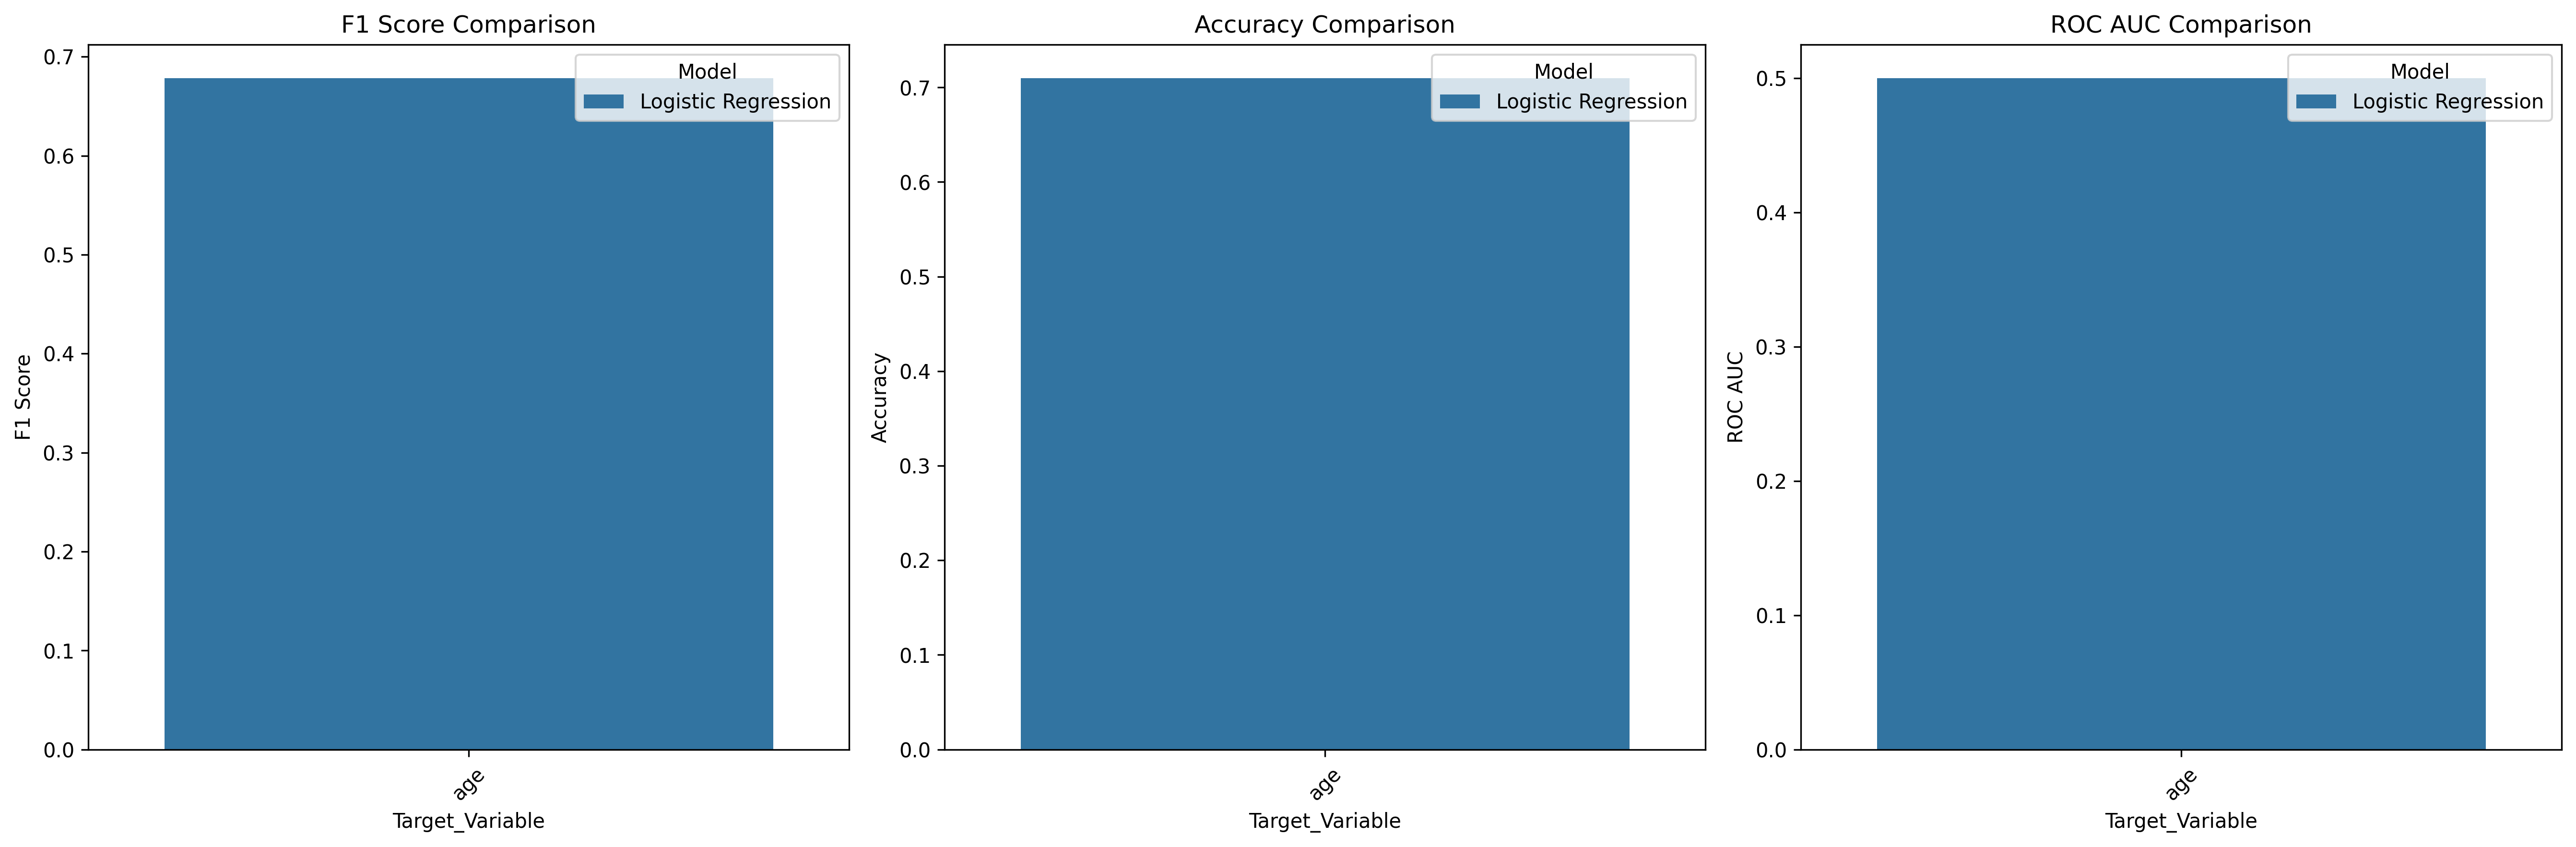 F1 Score Comparison
Model
Logistic Regression
0.7
0.6
0.5
0.4
0.3
0.2
0.1
0.0
F1 Score
age
Target_Variable
Accuracy Comparison
Model
Logistic Regression
0.7
0.6
0.5
0.4
0.3
0.2
0.1
0.0
Accuracy
age
Target_Variable
ROC AUC Comparison
Model
Logistic Regression
0.5
0.4
0.3
0.2
0.1
0.0
ROC AUC
age
Target_Variable